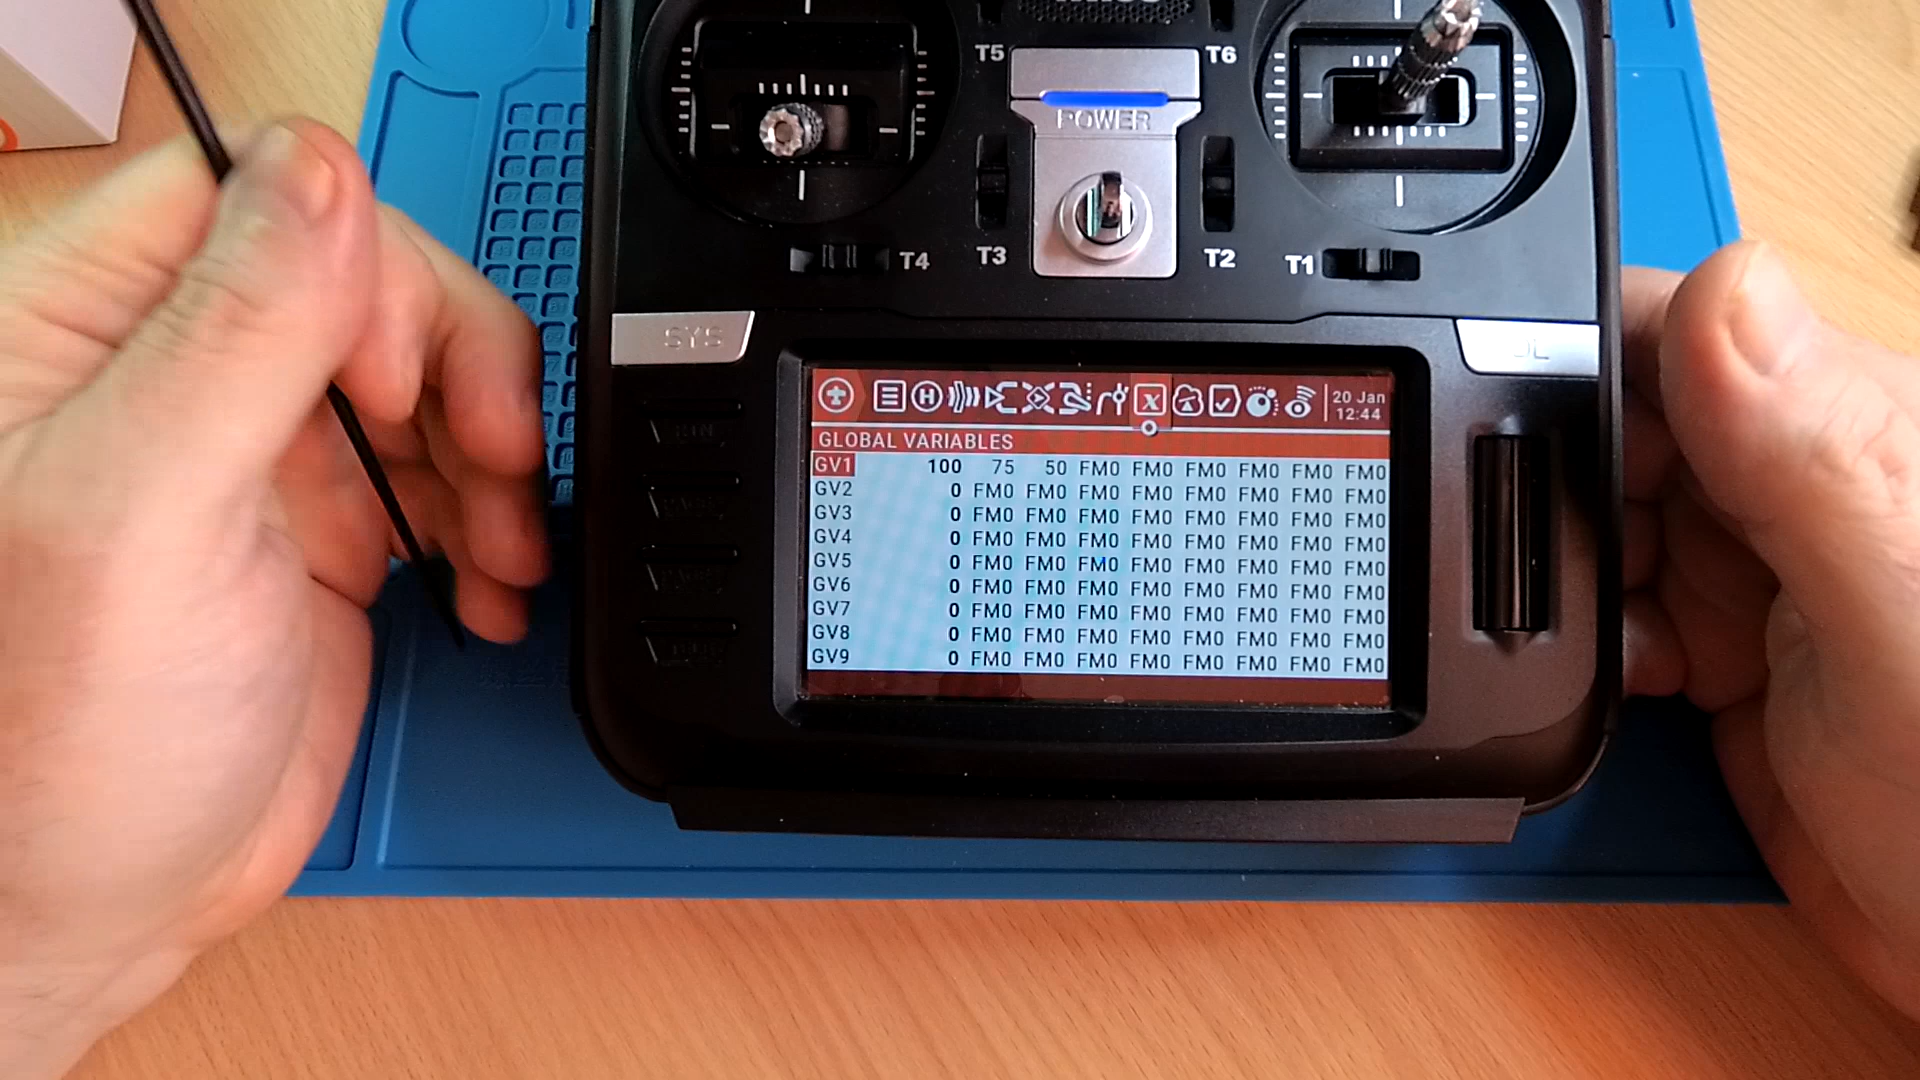 T5 T6
POWER
T4 T3 T2 T1
SYS
20 Jan
12:44
GLOBAL VARIABLES
GV1 100 75 50 FM0 FM0 FM0 FM0 FM0 FM0
GV2 0 FM0 FM0 FM0 FM0 FM0 FM0 FM0 FM0
GV3 0 FM0 FM0 FM0 FM0 FM0 FM0 FM0 FM0
GV4 0 FM0 FM0 FM0 FM0 FM0 FM0 FM0 FM0
GV5 0 FM0 FM0 FM0 FM0 FM0 FM0 FM0 FM0
GV6 0 FM0 FM0 FM0 FM0 FM0 FM0 FM0 FM0
GV7 0 FM0 FM0 FM0 FM0 FM0 FM0 FM0 FM0
GV8 0 FM0 FM0 FM0 FM0 FM0 FM0 FM0 FM0
GV9 0 FM0 FM0 FM0 FM0 FM0 FM0 FM0 FM0